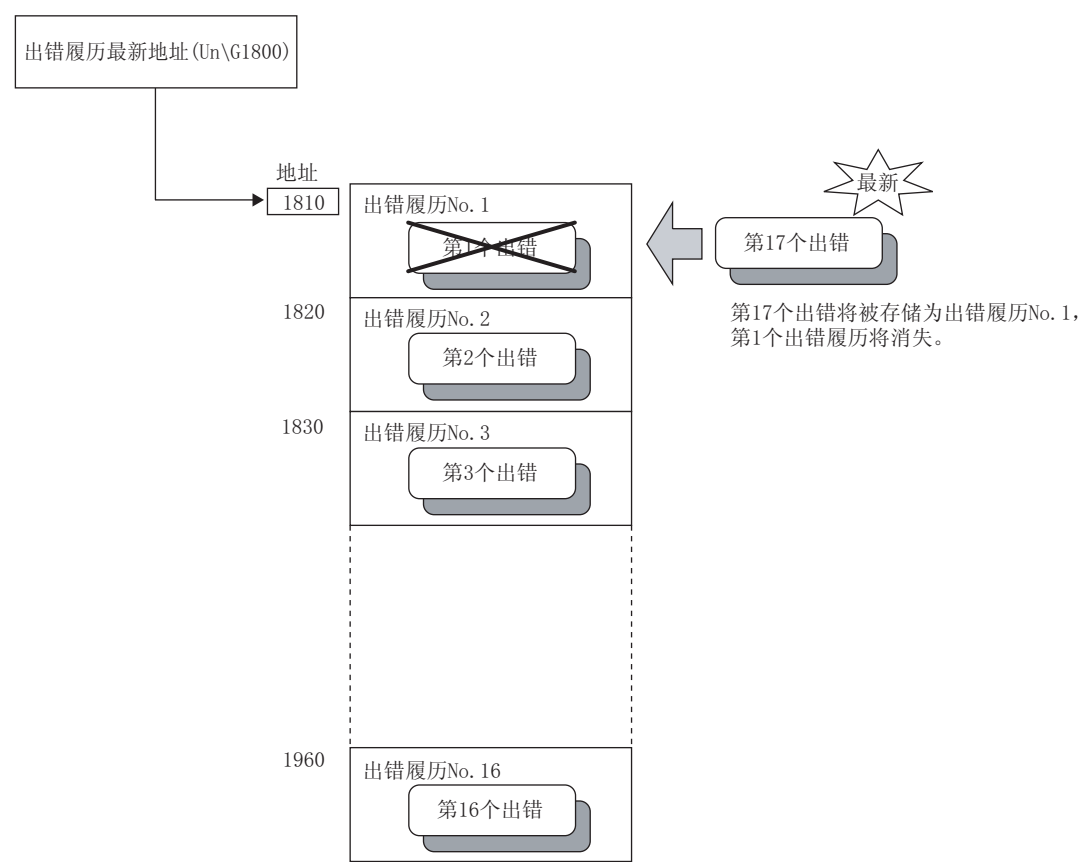 出错履历最新地址(Un\G1800)
地址
最新
1810
出错履历No.1
第1个出错
第17个出错
1820
出错履历No.2
第17个出错将被存储为出错履历No.1,
第1个出错履历将消失。
第2个出错
1830
出错履历No.3
第3个出错
1960
出错履历No.16
第16个出错